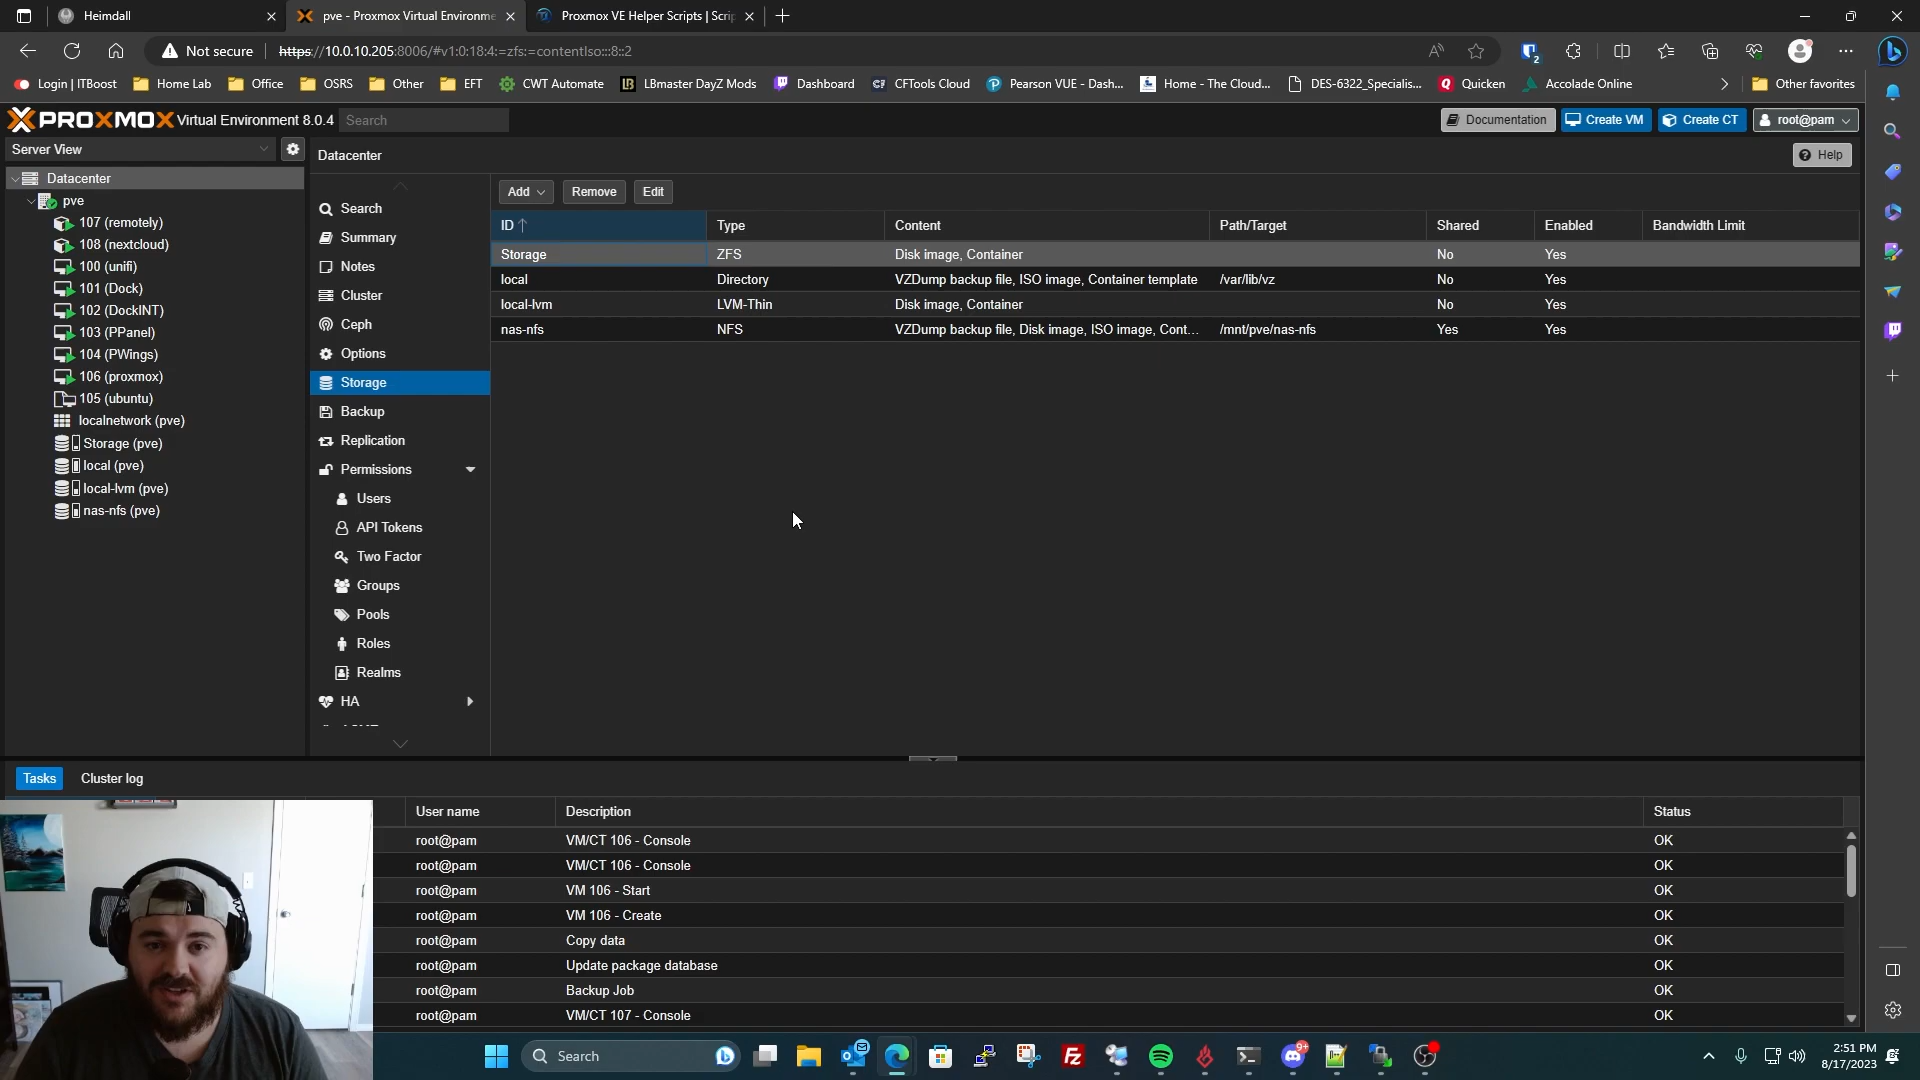 Heimdall
pve - Proxmox Virtual Environme
Proxmox VE Helper Scripts | Scri
Not secure
https://10.0.10.205:8006/#v1:0:18:4:=zfs:=contentIso:::8::2
2
Login | ITBoost
Home Lab
Office
OSRS
Other
EFT
CWT Automate
LBmaster DayZ Mods
Dashboard
CFTools Cloud
Pearson VUE - Dash...
Home - The Cloud...
DES-6322_Specialis...
Quicken
Accolade Online
Other favorites
PROXMOX Virtual Environment 8.0.4
Search
Documentation
Create VM
Create CT
root@pam
Server View
Datacenter
pve
107 (remotely)
108 (nextcloud)
100 (unifi)
101 (Dock)
102 (DockINT)
103 (PPanel)
104 (PWings)
106 (proxmox)
105 (ubuntu)
localnetwork (pve)
Storage (pve)
local (pve)
local-lvm (pve)
nas-nfs (pve)
Datacenter
Help
Search
Summary
Notes
Cluster
Ceph
Options
Storage
Backup
Replication
Permissions
Users
API Tokens
Two Factor
Groups
Pools
Roles
Realms
HA
Add
Remove
Edit
ID
Type
Content
Path/Target
Shared
Enabled
Bandwidth Limit
Storage
ZFS
Disk image, Container
No
Yes
local
Directory
VZDump backup file, ISO image, Container template
/var/lib/vz
No
Yes
local-lvm
LVM-Thin
Disk image, Container
No
Yes
nas-nfs
NFS
VZDump backup file, Disk image, ISO image, Cont...
/mnt/pve/nas-nfs
Yes
Yes
Tasks
Cluster log
User name
Description
Status
root@pam
VM/CT 106 - Console
OK
root@pam
VM/CT 106 - Console
OK
root@pam
VM 106 - Start
OK
root@pam
VM 106 - Create
OK
root@pam
Copy data
OK
root@pam
Update package database
OK
root@pam
Backup Job
OK
root@pam
VM/CT 107 - Console
OK
Search
9+
2:51 PM
8/17/2023